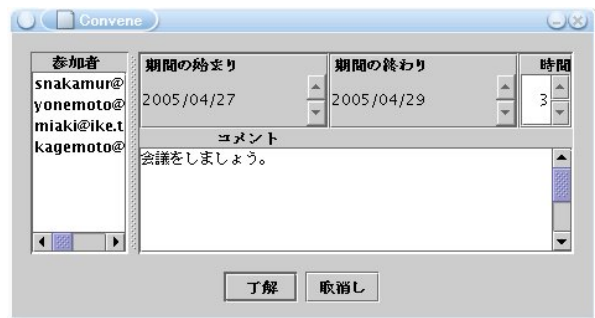 Convene
参加者
期間の始まり
期間の終わり
時間
snakamur@
yonemoto@
miaki@ike.t
kagemoto@
2005/04/27
2005/04/29
3
コメント
会議をしましょう。
了解
取消し